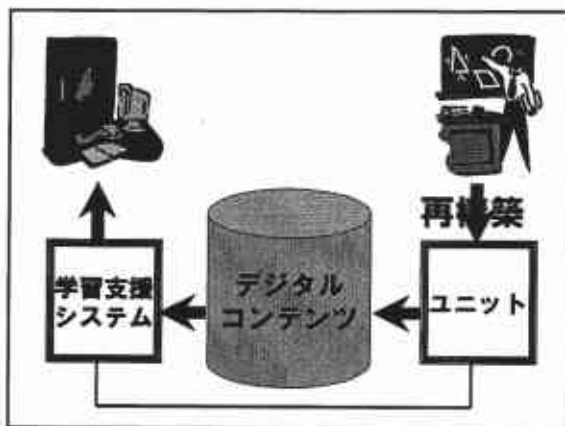 再構築
学習支援
システム
デジタル
コンテンツ
ユニット